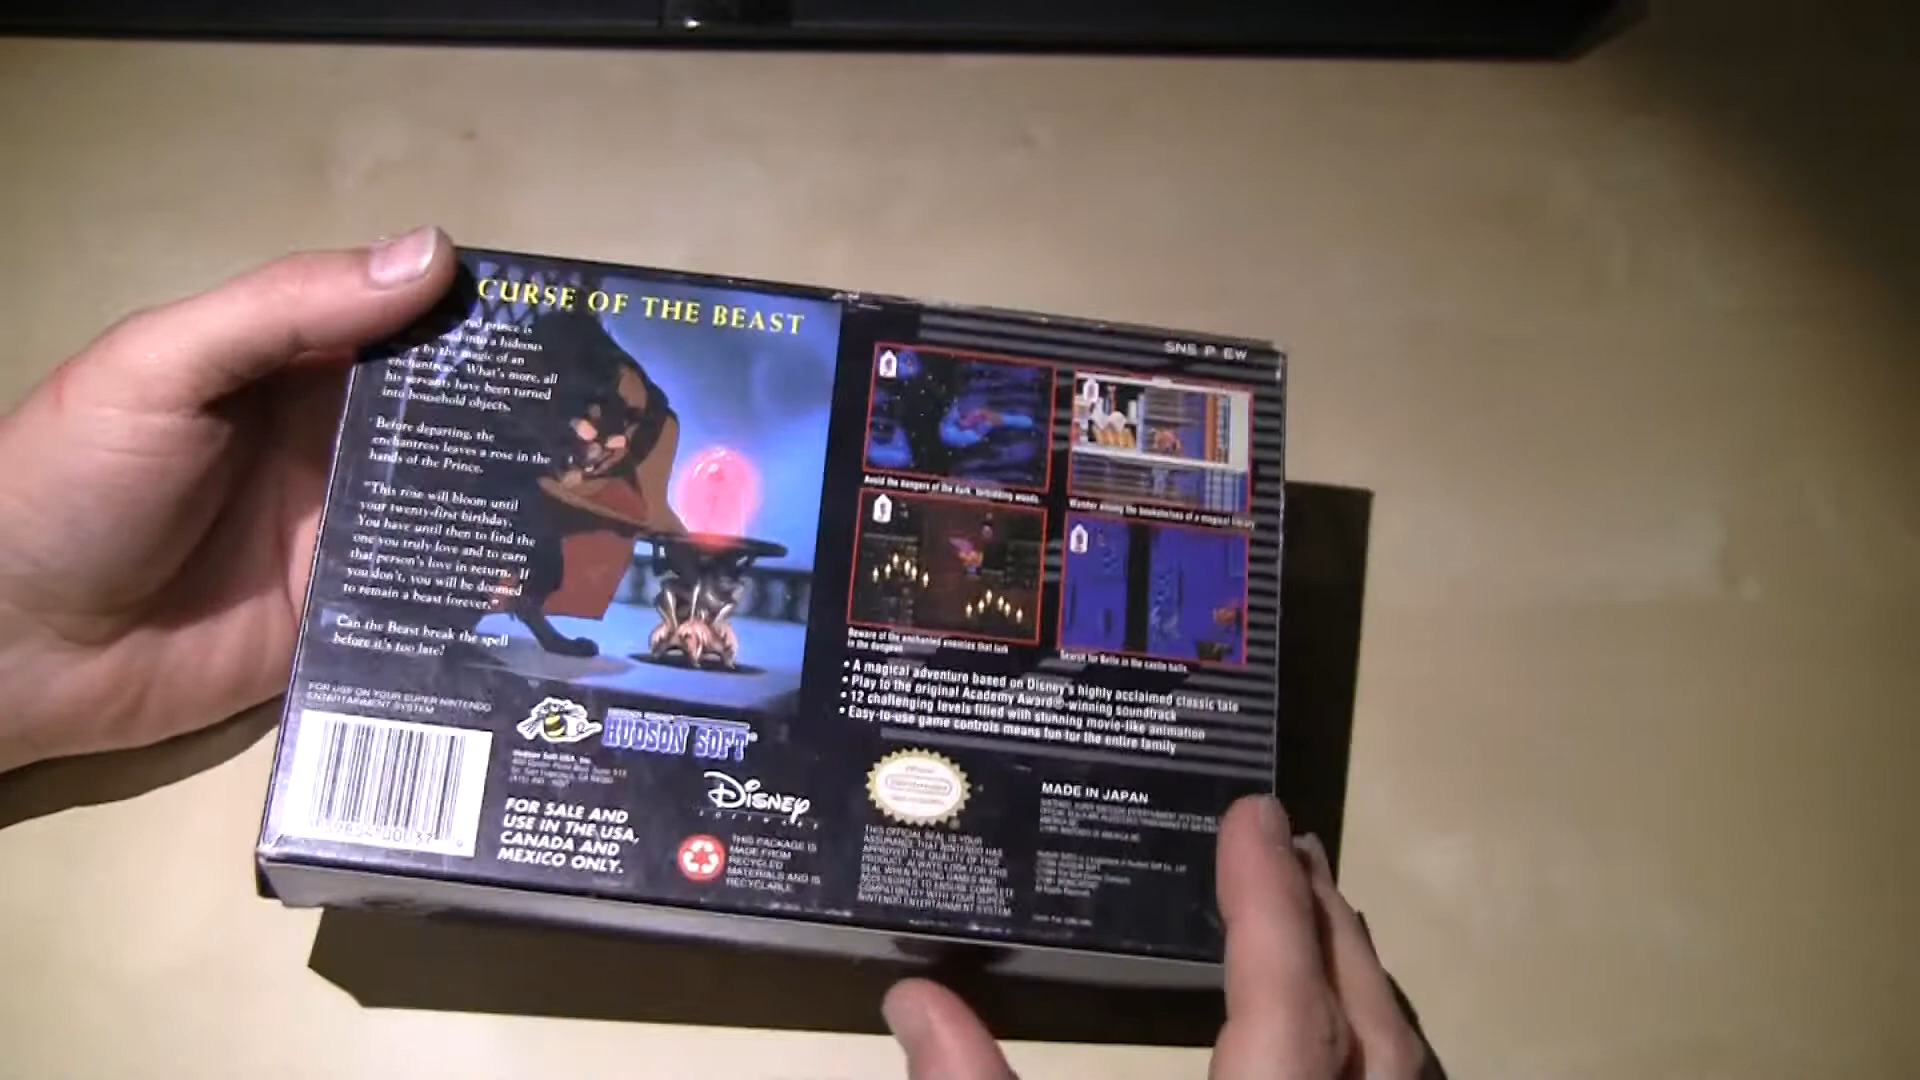 CURSE OF THE BEAST
prince is
into a hideous
by the magic of an
enchantress. What's more, all
his servants have been turned
into household objects.
Before departing, the
enchantress leaves a rose in the
hands of the Prince.
"This rose will bloom until
your twenty-first birthday.
You have until then to find the
one you truly love and to earn
that person's love in return. If
you don't, you will be doomed
to remain a beast forever."
Can the Beast break the spell
before it's too late?
FOR USE ON YOUR SUPER NINTENDO
ENTERTAINMENT SYSTEM
HUDSON SOFT
Hudson Soft USA, Inc.
FOR SALE AND
USE IN THE USA,
CANADA AND
MEXICO ONLY.
DISNEY
SOFTWARE
THIS PACKAGE IS
MADE FROM
RECYCLED
MATERIALS AND IS
RECYCLABLE.
SNS P EW
Avoid the dangers of the dark, forbidding woods.
Wander among the bookshelves of a magical library
Beware of the enchanted enemies that lurk
in the dungeon
Search for Belle in the castle halls.
• A magical adventure based on Disney's highly acclaimed classic tale
• Play to the original Academy Award®-winning soundtrack
• 12 challenging levels filled with stunning movie-like animation
• Easy-to-use game controls means fun for the entire family
Nintendo
THIS OFFICIAL SEAL IS YOUR
ASSURANCE THAT NINTENDO HAS
APPROVED THE QUALITY OF THIS
PRODUCT. ALWAYS LOOK FOR THIS
SEAL WHEN BUYING GAMES AND
ACCESSORIES TO ENSURE COMPLETE
COMPATIBILITY WITH YOUR SUPER
NINTENDO ENTERTAINMENT SYSTEM.
MADE IN JAPAN